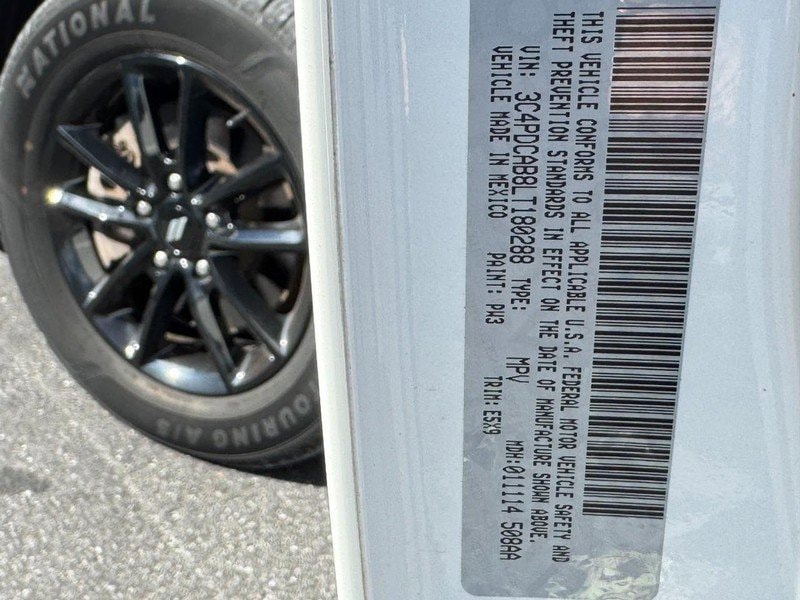 NATIONAL
TOURING A/S
THIS VEHICLE CONFORMS TO ALL APPLICABLE U.S.A. FEDERAL MOTOR VEHICLE SAFETY AND
THEFT PREVENTION STANDARDS IN EFFECT ON THE DATE OF MANUFACTURE SHOWN ABOVE.
VIN: 3C4PDCAB8LT180288 TYPE: MPV MDH:011114 508AA
VEHICLE MADE IN MEXICO PAINT: PW3 TRIM: E5X9